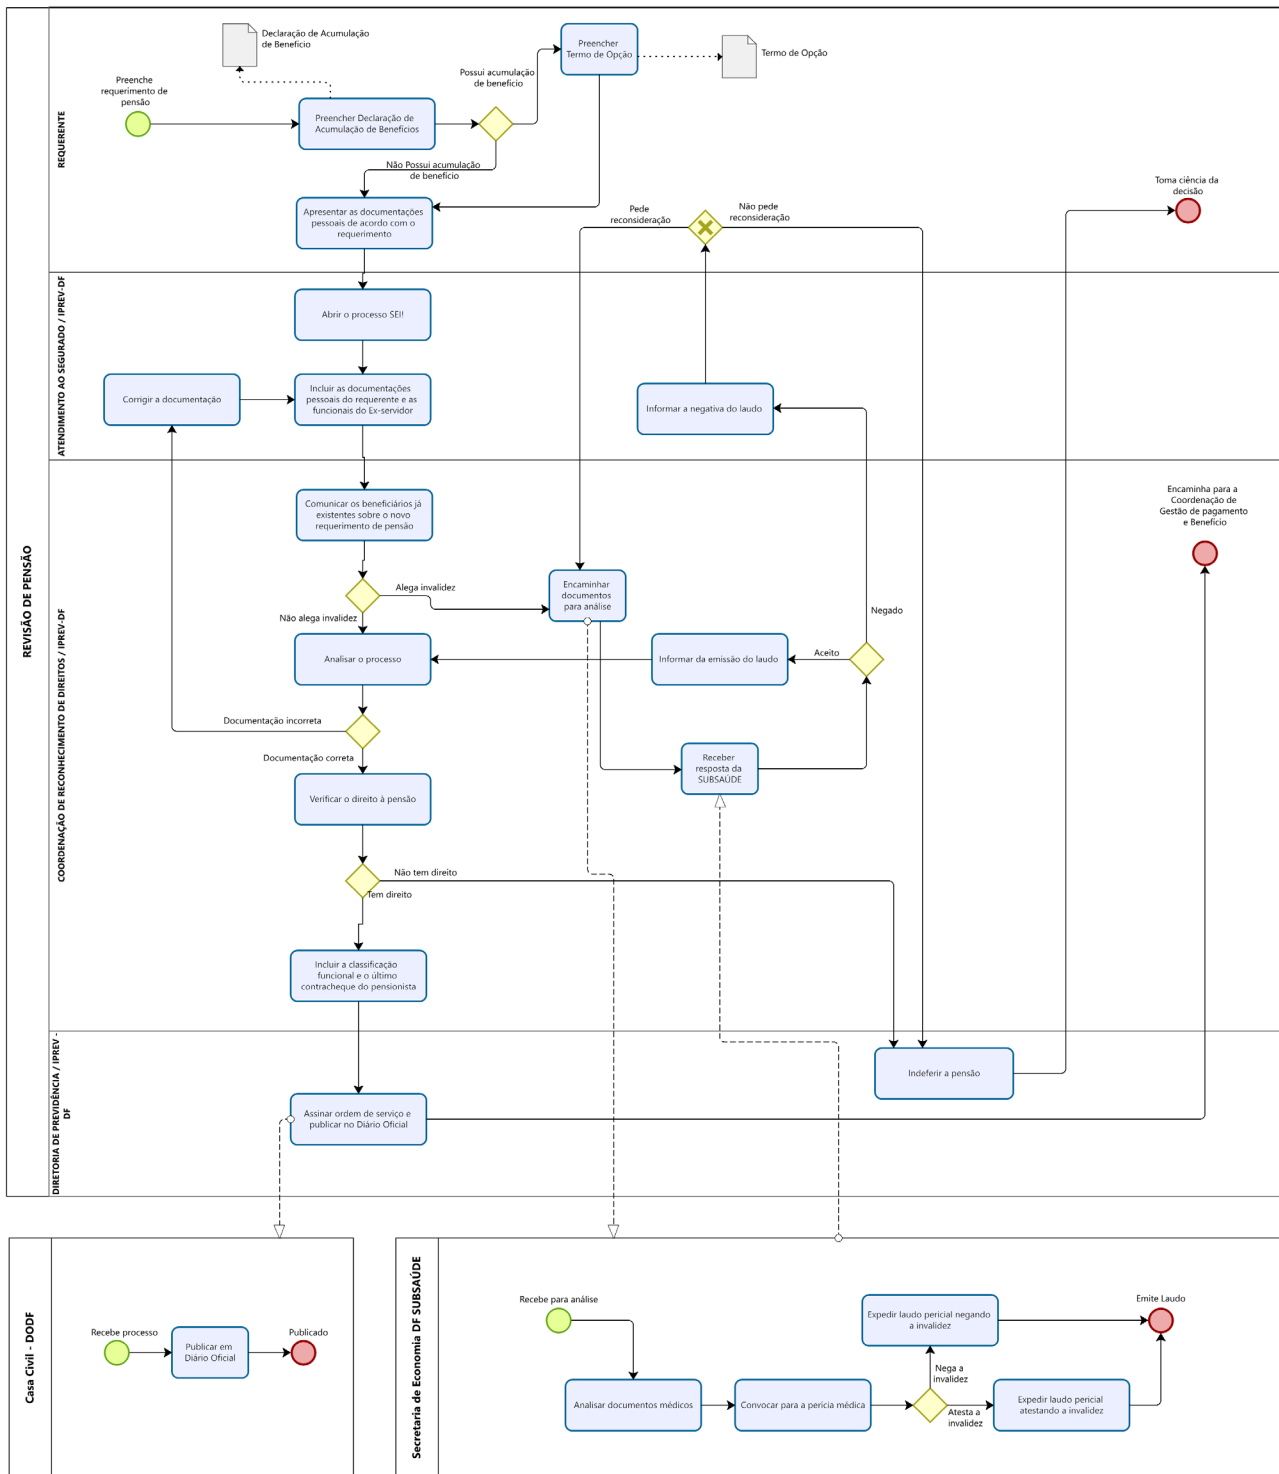 REVISÃO DE PENSÃO
REQUERENTE
Declaração de Acumulação
de Benefício
Preencher
Termo de Opção
Termo de Opção
Possui acumulação
de benefício
Preenche
requerimento de
pensão
Preencher Declaração de
Acumulação de Benefícios
Não Possui acumulação
de benefício
Apresentar as documentações
pessoais de acordo com o
requerimento
Pede
reconsideração
Não pede
reconsideração
Toma ciência da
decisão
ATENDIMENTO AO SEGURADO / IPREV-DF
Abrir o processo SEI!
Corrigir a documentação
Incluir as documentações
pessoais do requerente e as
funcionais do Ex-servidor
Informar a negativa do laudo
COORDENAÇÃO DE RECONHECIMENTO DE DIREITOS / IPREV-DF
Comunicar os beneficiários já
existentes sobre o novo
requerimento de pensão
Encaminha para a
Coordenação de
Gestão de pagamento
e Benefício
Alega invalidez
Não alega invalidez
Encaminhar
documentos
para análise
Negado
Analisar o processo
Informar da emissão do laudo
Aceito
Documentação incorreta
Documentação correta
Receber
resposta da
SUBSAÚDE
Verificar o direito à pensão
Não tem direito
Tem direito
Incluir a classificação
funcional e o último
contracheque do pensionista
DIRETORIA DE PREVIDÊNCIA / IPREV -
DF
Indeferir a pensão
Assinar ordem de serviço e
publicar no Diário Oficial
Casa Civil - DODF
Recebe processo
Publicar em
Diário Oficial
Publicado
Secretaria de Economia DF SUBSAÚDE
Recebe para análise
Expedir laudo pericial negando
a invalidez
Emite Laudo
Nega a
invalidez
Analisar documentos médicos
Convocar para a perícia médica
Atesta a
invalidez
Expedir laudo pericial
atestando a invalidez